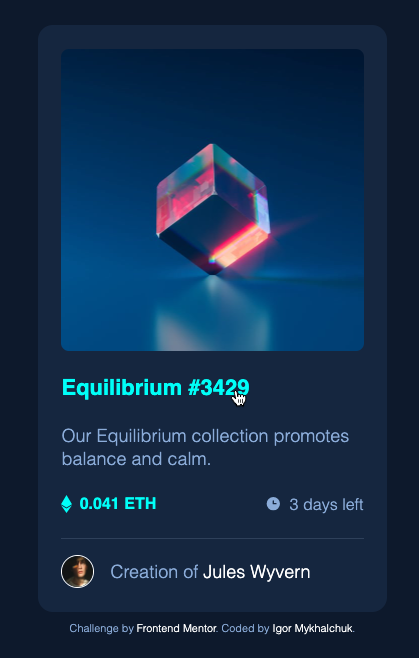 Equilibrium #3429
Our Equilibrium collection promotes
balance and calm.
0.041 ETH
3 days left
Creation of Jules Wyvern
Challenge by Frontend Mentor. Coded by Igor Mykhalchuk.